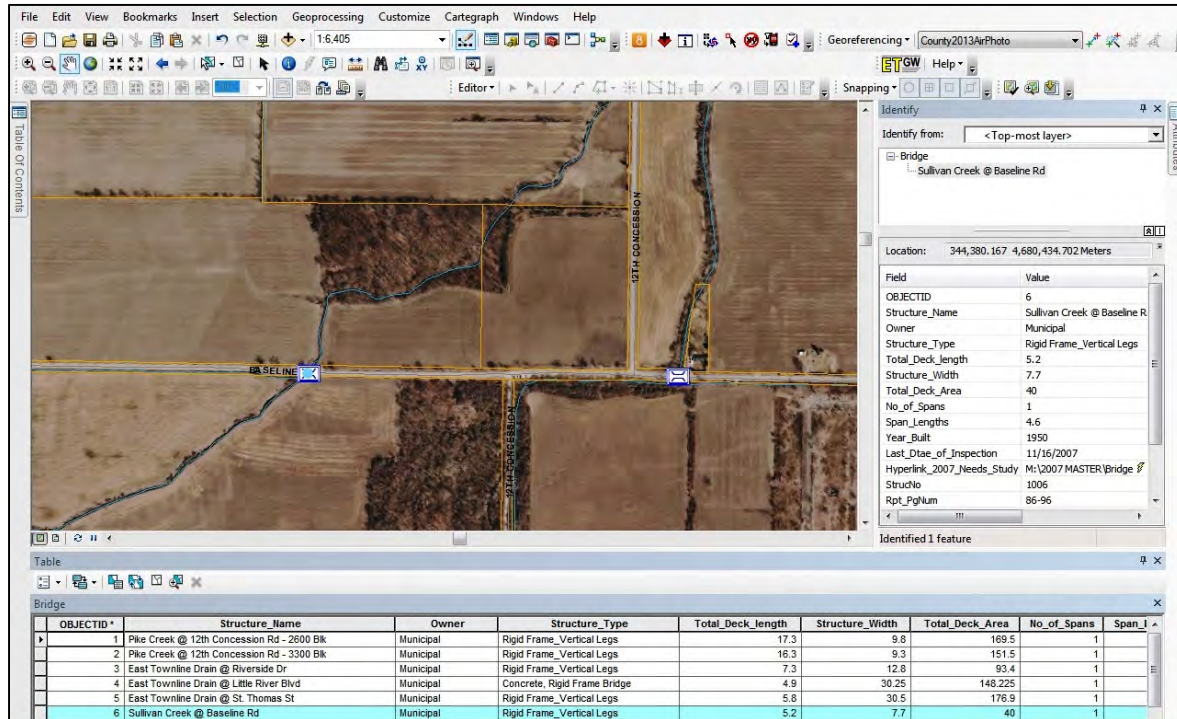 File Edit View Bookmarks Insert Selection Geoprocessing Customize Cartegraph Windows Help
1:6,405
Georeferencing County2013AirPhoto
ET GW Help
Editor Snapping
Table Of Contents
12TH CONCESSION
BASELINE
12TH CONCESSION
Identify
Identify from: <Top-most layer>
Bridge
Sullivan Creek @ Baseline Rd
Location: 344,380.167 4,680,434.702 Meters
Field Value
OBJECTID 6
Structure_Name Sullivan Creek @ Baseline R
Owner Municipal
Structure_Type Rigid Frame_Vertical Legs
Total_Deck_length 5.2
Structure_Width 7.7
Total_Deck_Area 40
No_of_Spans 1
Span_Lengths 4.6
Year_Built 1950
Last_Dtae_of_Inspection 11/16/2007
Hyperlink_2007_Needs_Study M:\2007 MASTER\Bridge
StrucNo 1006
Rpt_PgNum 86-96
Identified 1 feature
Attributes
Table
Bridge
OBJECTID * Structure_Name Owner Structure_Type Total_Deck_length Structure_Width Total_Deck_Area No_of_Spans Span_l
1 Pike Creek @ 12th Concession Rd - 2600 Blk Municipal Rigid Frame_Vertical Legs 17.3 9.8 169.5 1
2 Pike Creek @ 12th Concession Rd - 3300 Blk Municipal Rigid Frame_Vertical Legs 16.3 9.3 151.5 1
3 East Townline Drain @ Riverside Dr Municipal Rigid Frame_Vertical Legs 7.3 12.8 93.4 1
4 East Townline Drain @ Little River Blvd Municipal Concrete, Rigid Frame Bridge 4.9 30.25 148.225 1
5 East Townline Drain @ St. Thomas St Municipal Rigid Frame_Vertical Legs 5.8 30.5 176.9 1
6 Sullivan Creek @ Baseline Rd Municipal Rigid Frame_Vertical Legs 5.2 7.7 40 1